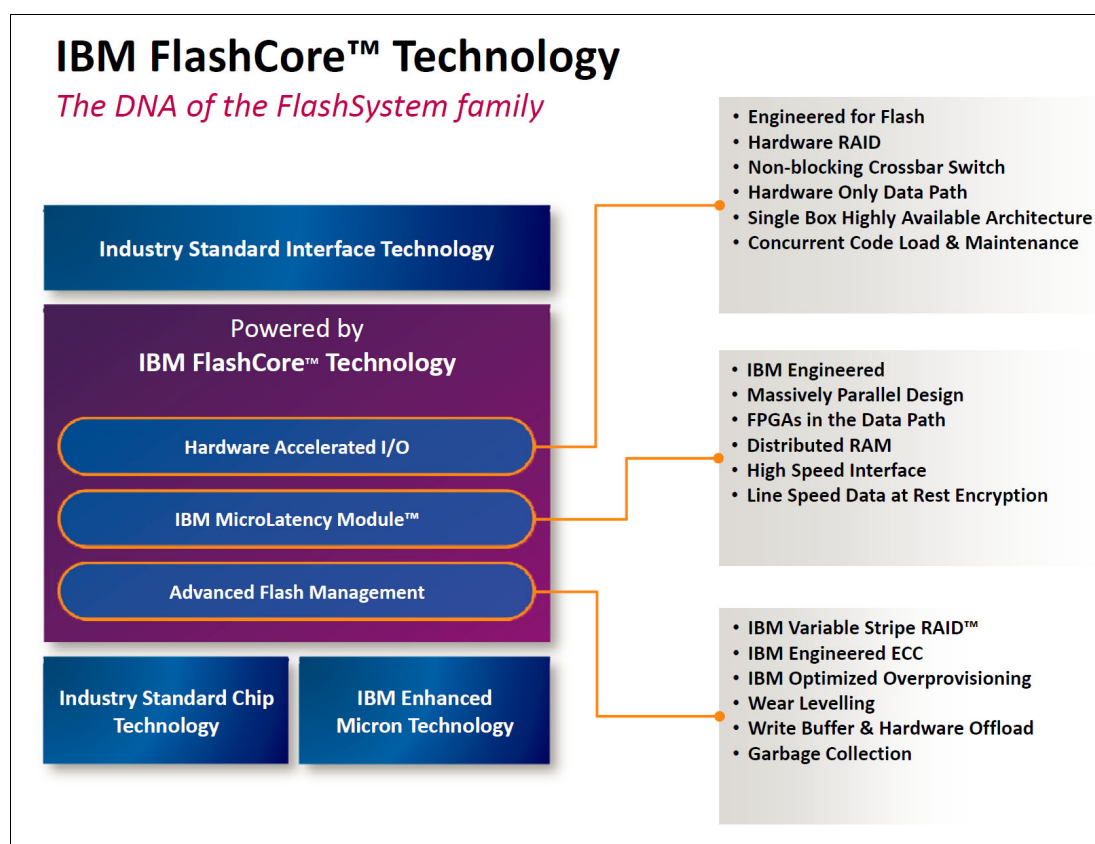 IBM FlashCore™ Technology
The DNA of the FlashSystem family
Industry Standard Interface Technology
Powered by
IBM FlashCore™ Technology
Hardware Accelerated I/O
IBM MicroLatency Module™
Advanced Flash Management
Industry Standard Chip
Technology
IBM Enhanced
Micron Technology
• Engineered for Flash
• Hardware RAID
• Non-blocking Crossbar Switch
• Hardware Only Data Path
• Single Box Highly Available Architecture
• Concurrent Code Load & Maintenance
• IBM Engineered
• Massively Parallel Design
• FPGAs in the Data Path
• Distributed RAM
• High Speed Interface
• Line Speed Data at Rest Encryption
• IBM Variable Stripe RAID™
• IBM Engineered ECC
• IBM Optimized Overprovisioning
• Wear Levelling
• Write Buffer & Hardware Offload
• Garbage Collection